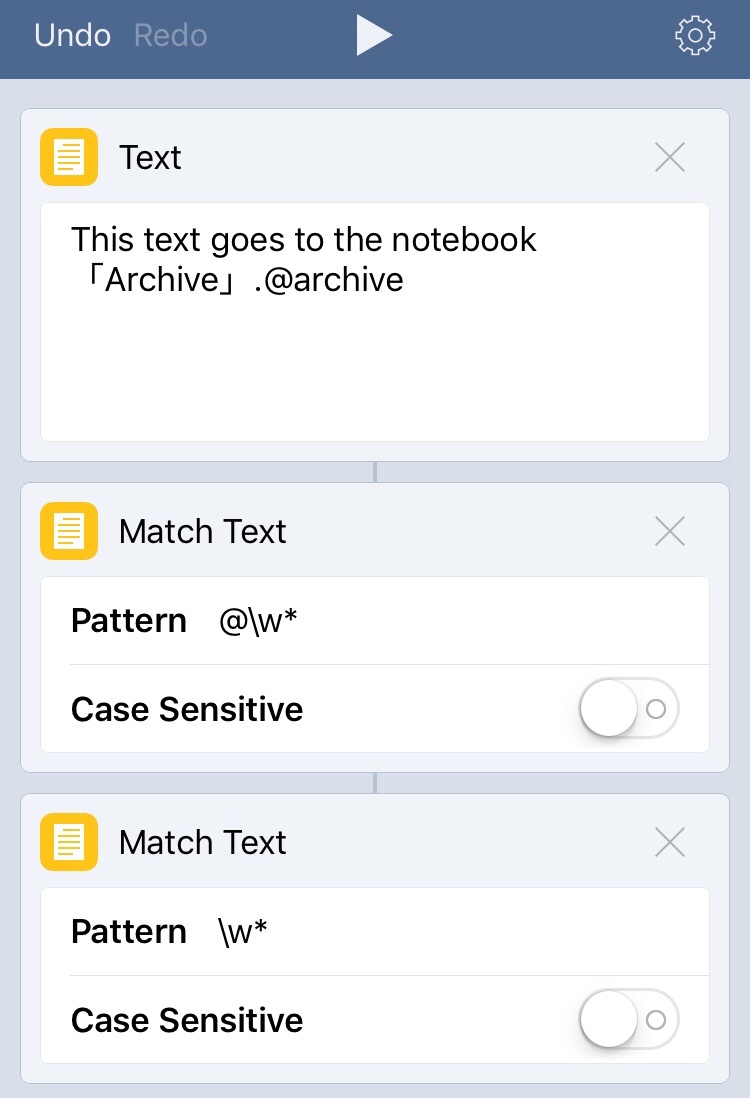 Undo Redo
Text
This text goes to the notebook
「Archive」.@archive
Match Text
Pattern @\w*
Case Sensitive
Match Text
Pattern \w*
Case Sensitive